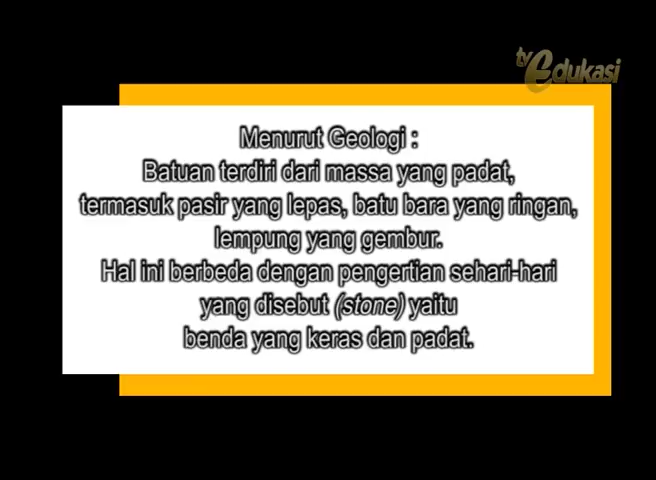 tv Edukasi
Menurut Geologi :
Batuan terdiri dari massa yang padat,
termasuk pasir yang lepas, batu bara yang ringan,
lempung yang gembur.
Hal ini berbeda dengan pengertian sehari-hari
yang disebut (stone) yaitu
benda yang keras dan padat.